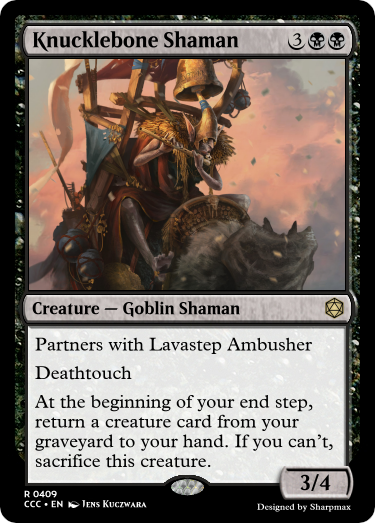 Knucklebone Shaman 3
Creature — Goblin Shaman
Partners with Lavastep Ambusher
Deathtouch
At the beginning of your end step,
return a creature card from your
graveyard to your hand. If you can't,
sacrifice this creature.
3/4
R 0409
CCC • EN Jens Kuczwara
Designed by Sharpmax